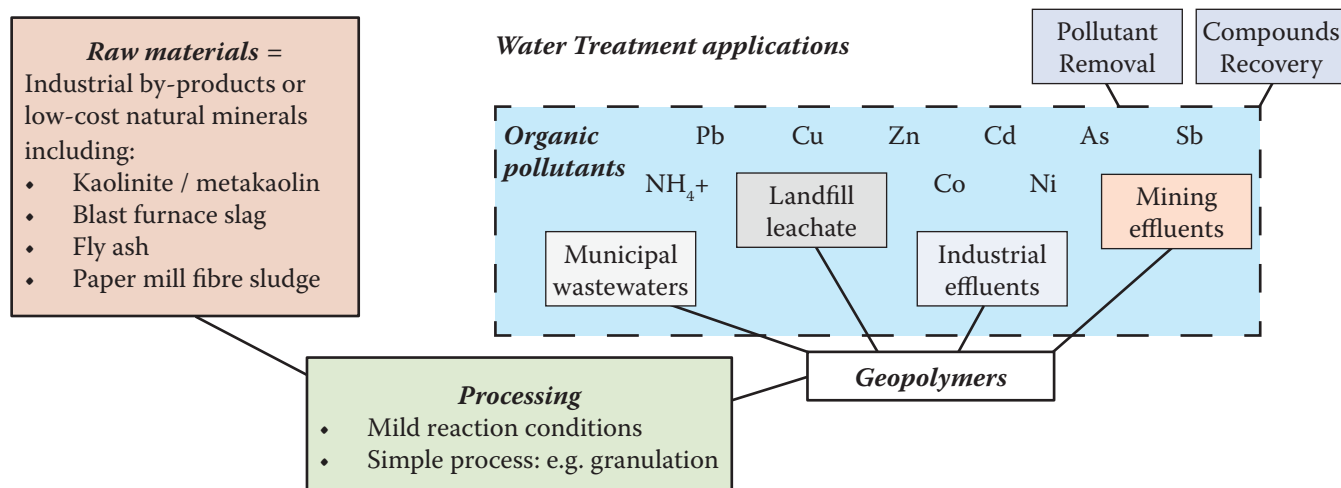 Raw materials =
Industrial by-products or
low-cost natural minerals
including:
• Kaolinite / metakaolin
• Blast furnace slag
• Fly ash
• Paper mill fibre sludge
Water Treatment applications
Pollutant
Removal
Compounds
Recovery
Organic
pollutants
Pb Cu Zn Cd As Sb
NH₄+ Co Ni
Landfill
leachate
Mining
effluents
Municipal
wastewaters
Industrial
effluents
Geopolymers
Processing
• Mild reaction conditions
• Simple process: e.g. granulation